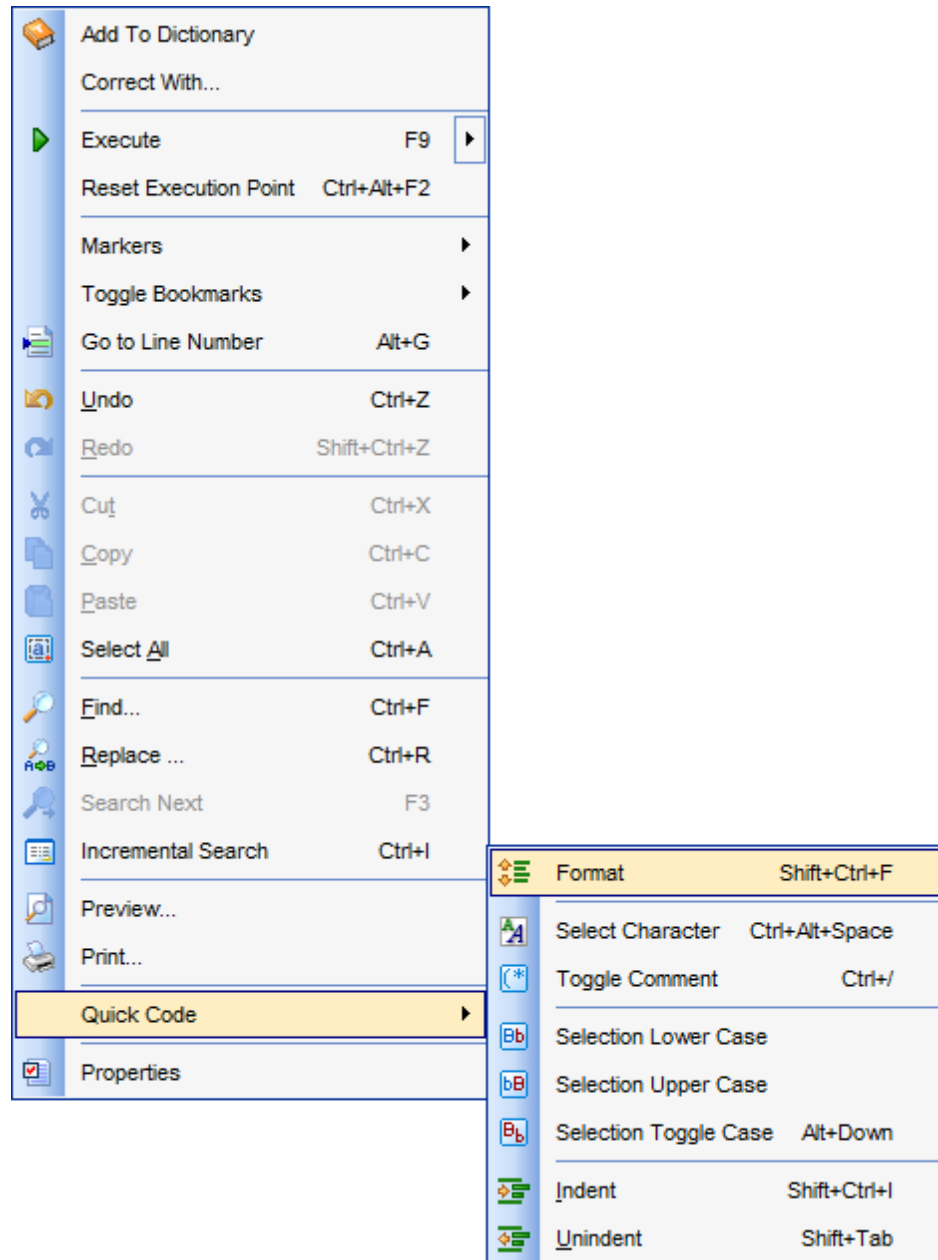 Add To Dictionary
Correct With...
Execute F9
Reset Execution Point Ctrl+Alt+F2
Markers
Toggle Bookmarks
Go to Line Number Alt+G
Undo Ctrl+Z
Redo Shift+Ctrl+Z
Cut Ctrl+X
Copy Ctrl+C
Paste Ctrl+V
Select All Ctrl+A
Find... Ctrl+F
Replace ... Ctrl+R
Search Next F3
Incremental Search Ctrl+I
Preview...
Print...
Quick Code
Properties
Format Shift+Ctrl+F
Select Character Ctrl+Alt+Space
Toggle Comment Ctrl+/
Selection Lower Case
Selection Upper Case
Selection Toggle Case Alt+Down
Indent Shift+Ctrl+I
Unindent Shift+Tab